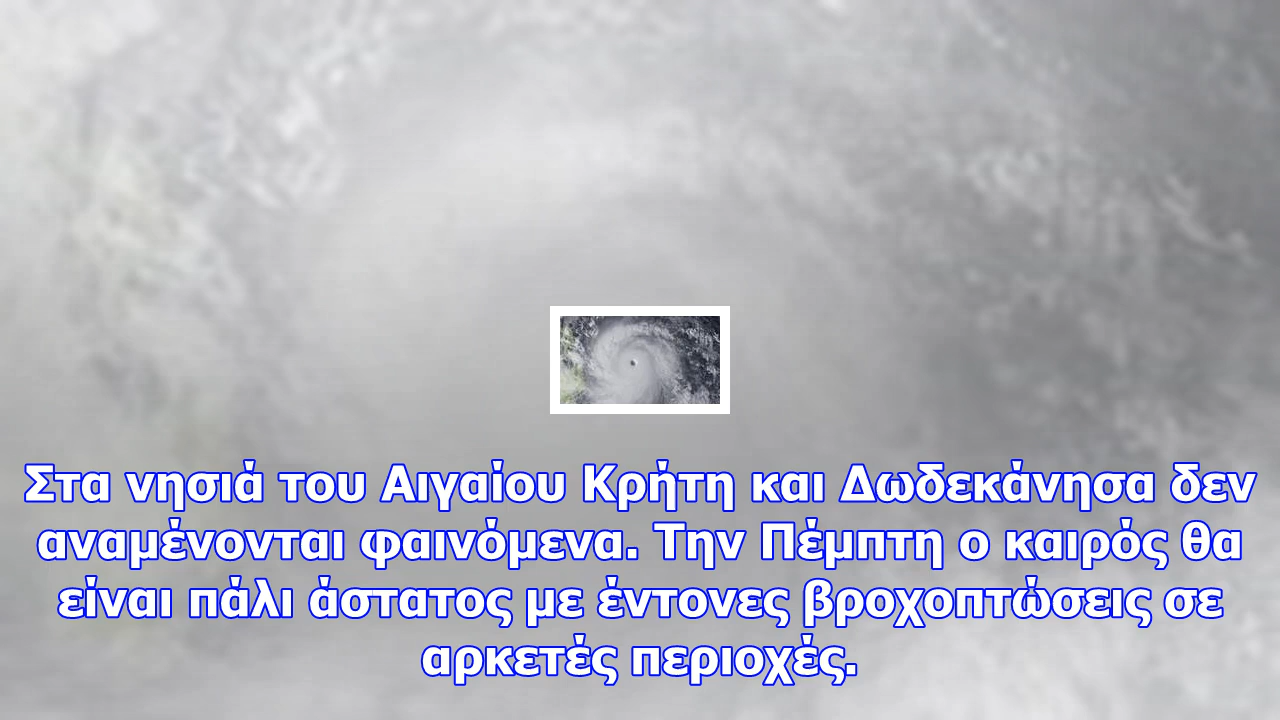 Στα νησιά του Αιγαίου Κρήτη και Δωδεκάνησα δεν
αναμένονται φαινόμενα. Την Πέμπτη ο καιρός θα
είναι πάλι άστατος με έντονες βροχοπτώσεις σε
αρκετές περιοχές.